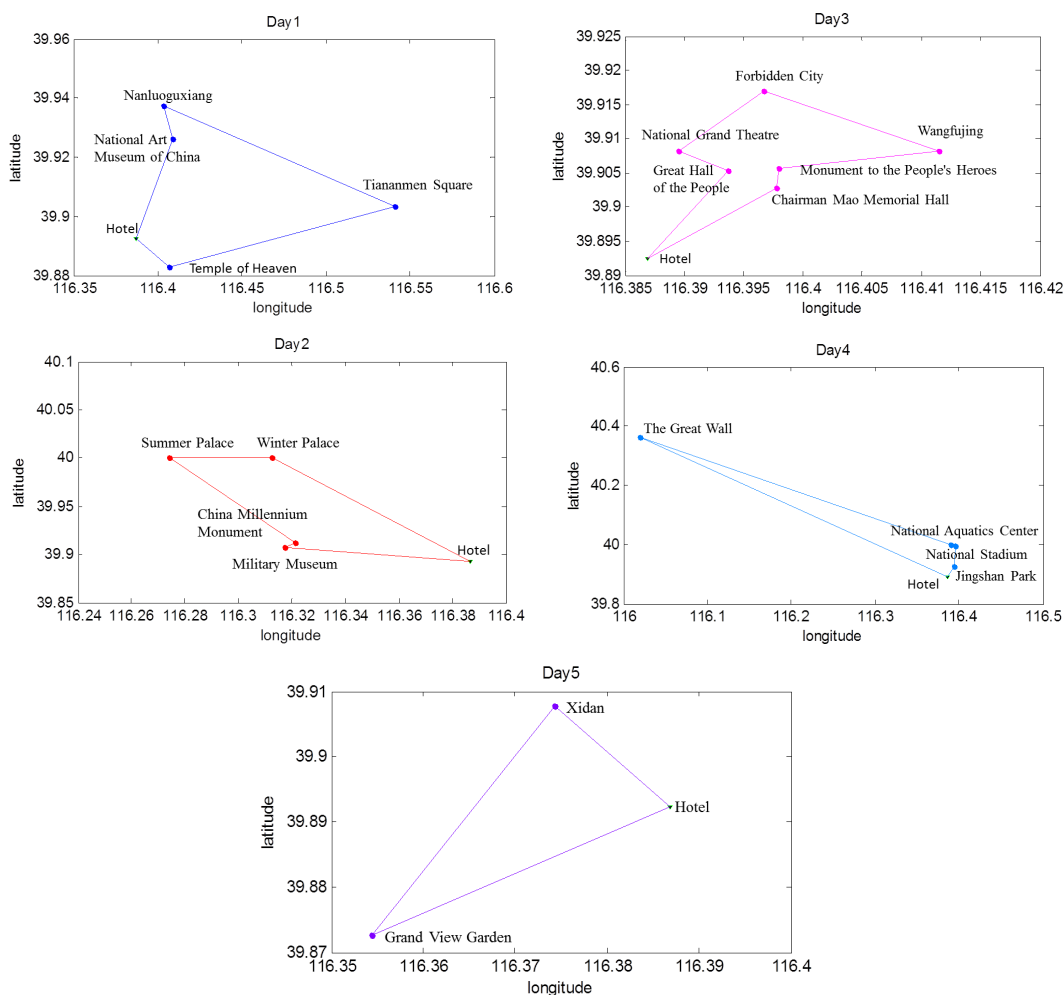 Day1
39.96
39.94
39.92
39.9
39.88
latitude
Nanluoguxiang
National Art
Museum of China
Tiananmen Square
Hotel
Temple of Heaven
116.35
116.4
116.45
116.5
116.55
116.6
longitude
Day3
39.925
39.92
39.915
39.91
39.905
39.9
39.895
39.89
latitude
Forbidden City
National Grand Theatre
Wangfujing
Great Hall
of the People
Monument to the People's Heroes
Chairman Mao Memorial Hall
Hotel
116.385
116.39
116.395
116.4
116.405
116.41
116.415
116.42
longitude
Day2
40.1
40.05
40
39.95
39.9
39.85
latitude
Summer Palace
Winter Palace
China Millennium
Monument
Military Museum
Hotel
116.24
116.26
116.28
116.3
116.32
116.34
116.36
116.38
116.4
longitude
Day4
40.6
40.4
40.2
40
39.8
latitude
The Great Wall
National Aquatics Center
National Stadium
Hotel
Jingshan Park
116
116.1
116.2
116.3
116.4
116.5
longitude
Day5
39.91
39.9
39.89
39.88
39.87
latitude
Xidan
Hotel
Grand View Garden
116.35
116.36
116.37
116.38
116.39
116.4
longitude